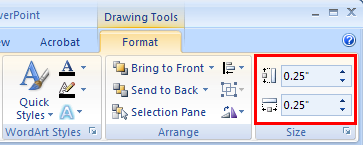 erPoint
Drawing Tools
ew Acrobat Format
Quick Styles
A
A
A
Bring to Front
Send to Back
Selection Pane
0.25"
0.25"
WordArt Styles Arrange Size